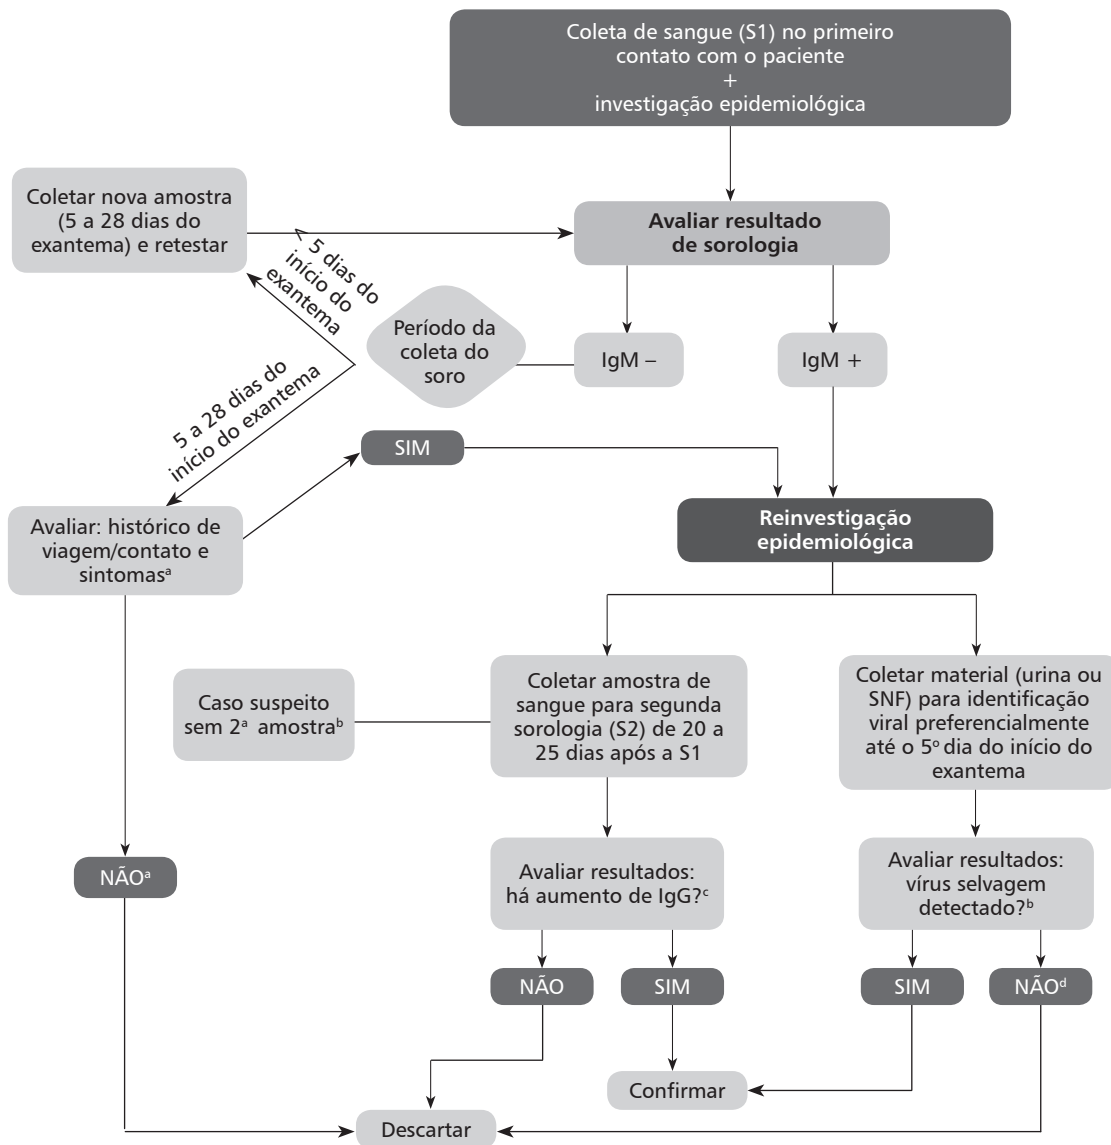 Coleta de sangue (S1) no primeiro
contato com o paciente
+
investigação epidemiológica
Coletar nova amostra
(5 a 28 dias do
exantema) e retestar
Avaliar resultado
de sorologia
< 5 dias do
início do
exantema
Período da
coleta do
soro
IgM –
IgM +
5 a 28 dias do
início do exantema
SIM
Avaliar: histórico de
viagem/contato e
sintomasᵃ
Reinvestigação
epidemiológica
Caso suspeito
sem 2ᵃ amostraᵇ
Coletar amostra de
sangue para segunda
sorologia (S2) de 20 a
25 dias após a S1
Coletar material (urina ou
SNF) para identificação
viral preferencialmente
até o 5º dia do início do
exantema
NÃOᵃ
Avaliar resultados:
há aumento de IgG?ᶜ
Avaliar resultados:
vírus selvagem
detectado?ᵇ
NÃO
SIM
SIM
NÃOᵈ
Confirmar
Descartar